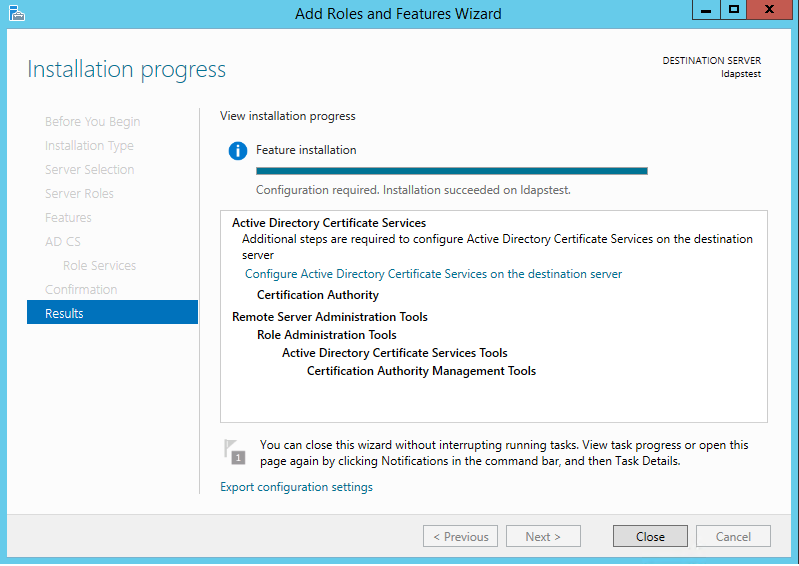 Add Roles and Features Wizard
Installation progress
DESTINATION SERVER
ldapstest
Before You Begin
Installation Type
Server Selection
Server Roles
Features
AD CS
Role Services
Confirmation
Results
View installation progress
Feature installation
Configuration required. Installation succeeded on ldapstest.
Active Directory Certificate Services
Additional steps are required to configure Active Directory Certificate Services on the destination
server
Configure Active Directory Certificate Services on the destination server
Certification Authority
Remote Server Administration Tools
Role Administration Tools
Active Directory Certificate Services Tools
Certification Authority Management Tools
1
You can close this wizard without interrupting running tasks. View task progress or open this
page again by clicking Notifications in the command bar, and then Task Details.
Export configuration settings
< Previous
Next >
Close
Cancel